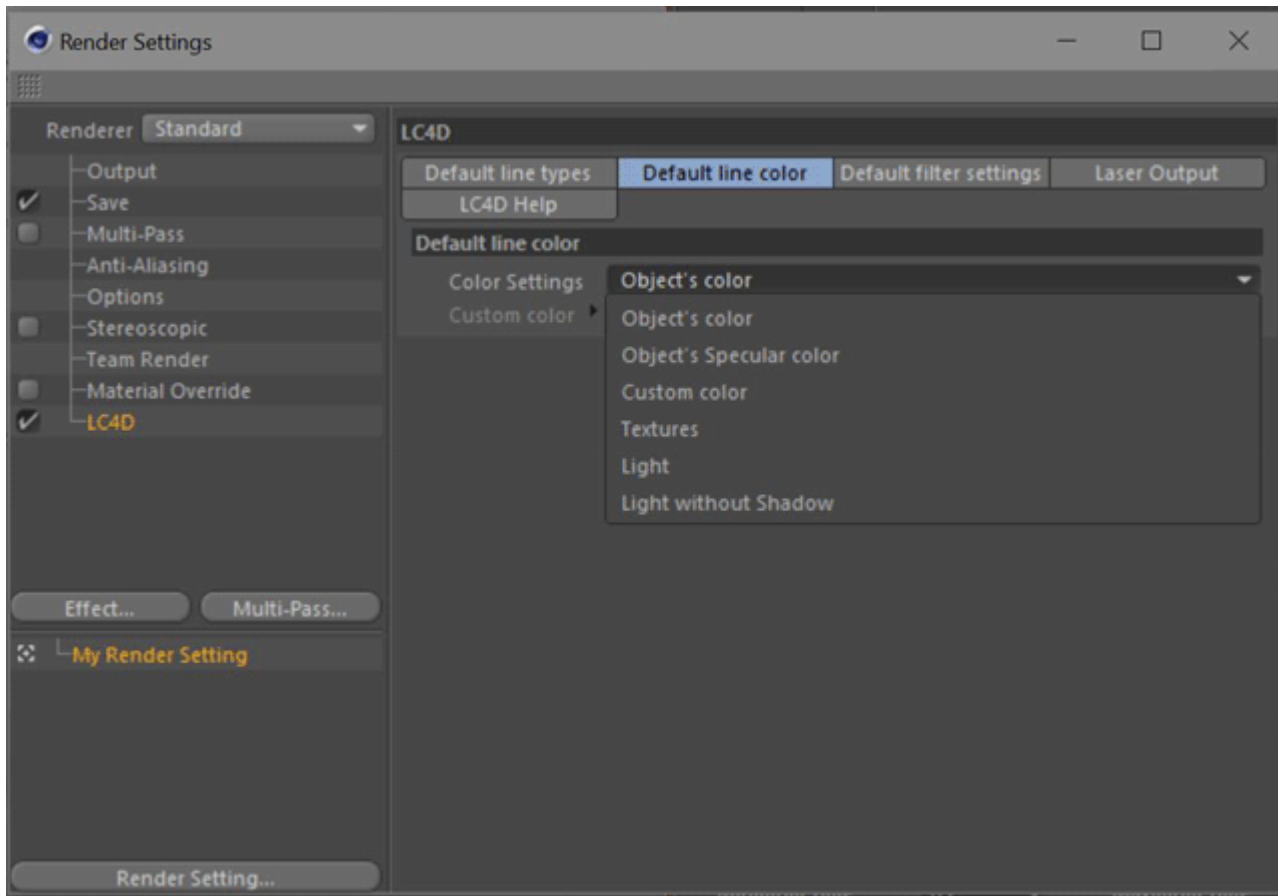 Render Settings
Renderer Standard
Output
Save
Multi-Pass
Anti-Aliasing
Options
Stereoscopic
Team Render
Material Override
LC4D
Effect... Multi-Pass...
My Render Setting
Render Setting...
LC4D
Default line types Default line color Default filter settings Laser Output
LC4D Help
Default line color
Color Settings Object's color
Custom color
Object's color
Object's Specular color
Custom color
Textures
Light
Light without Shadow